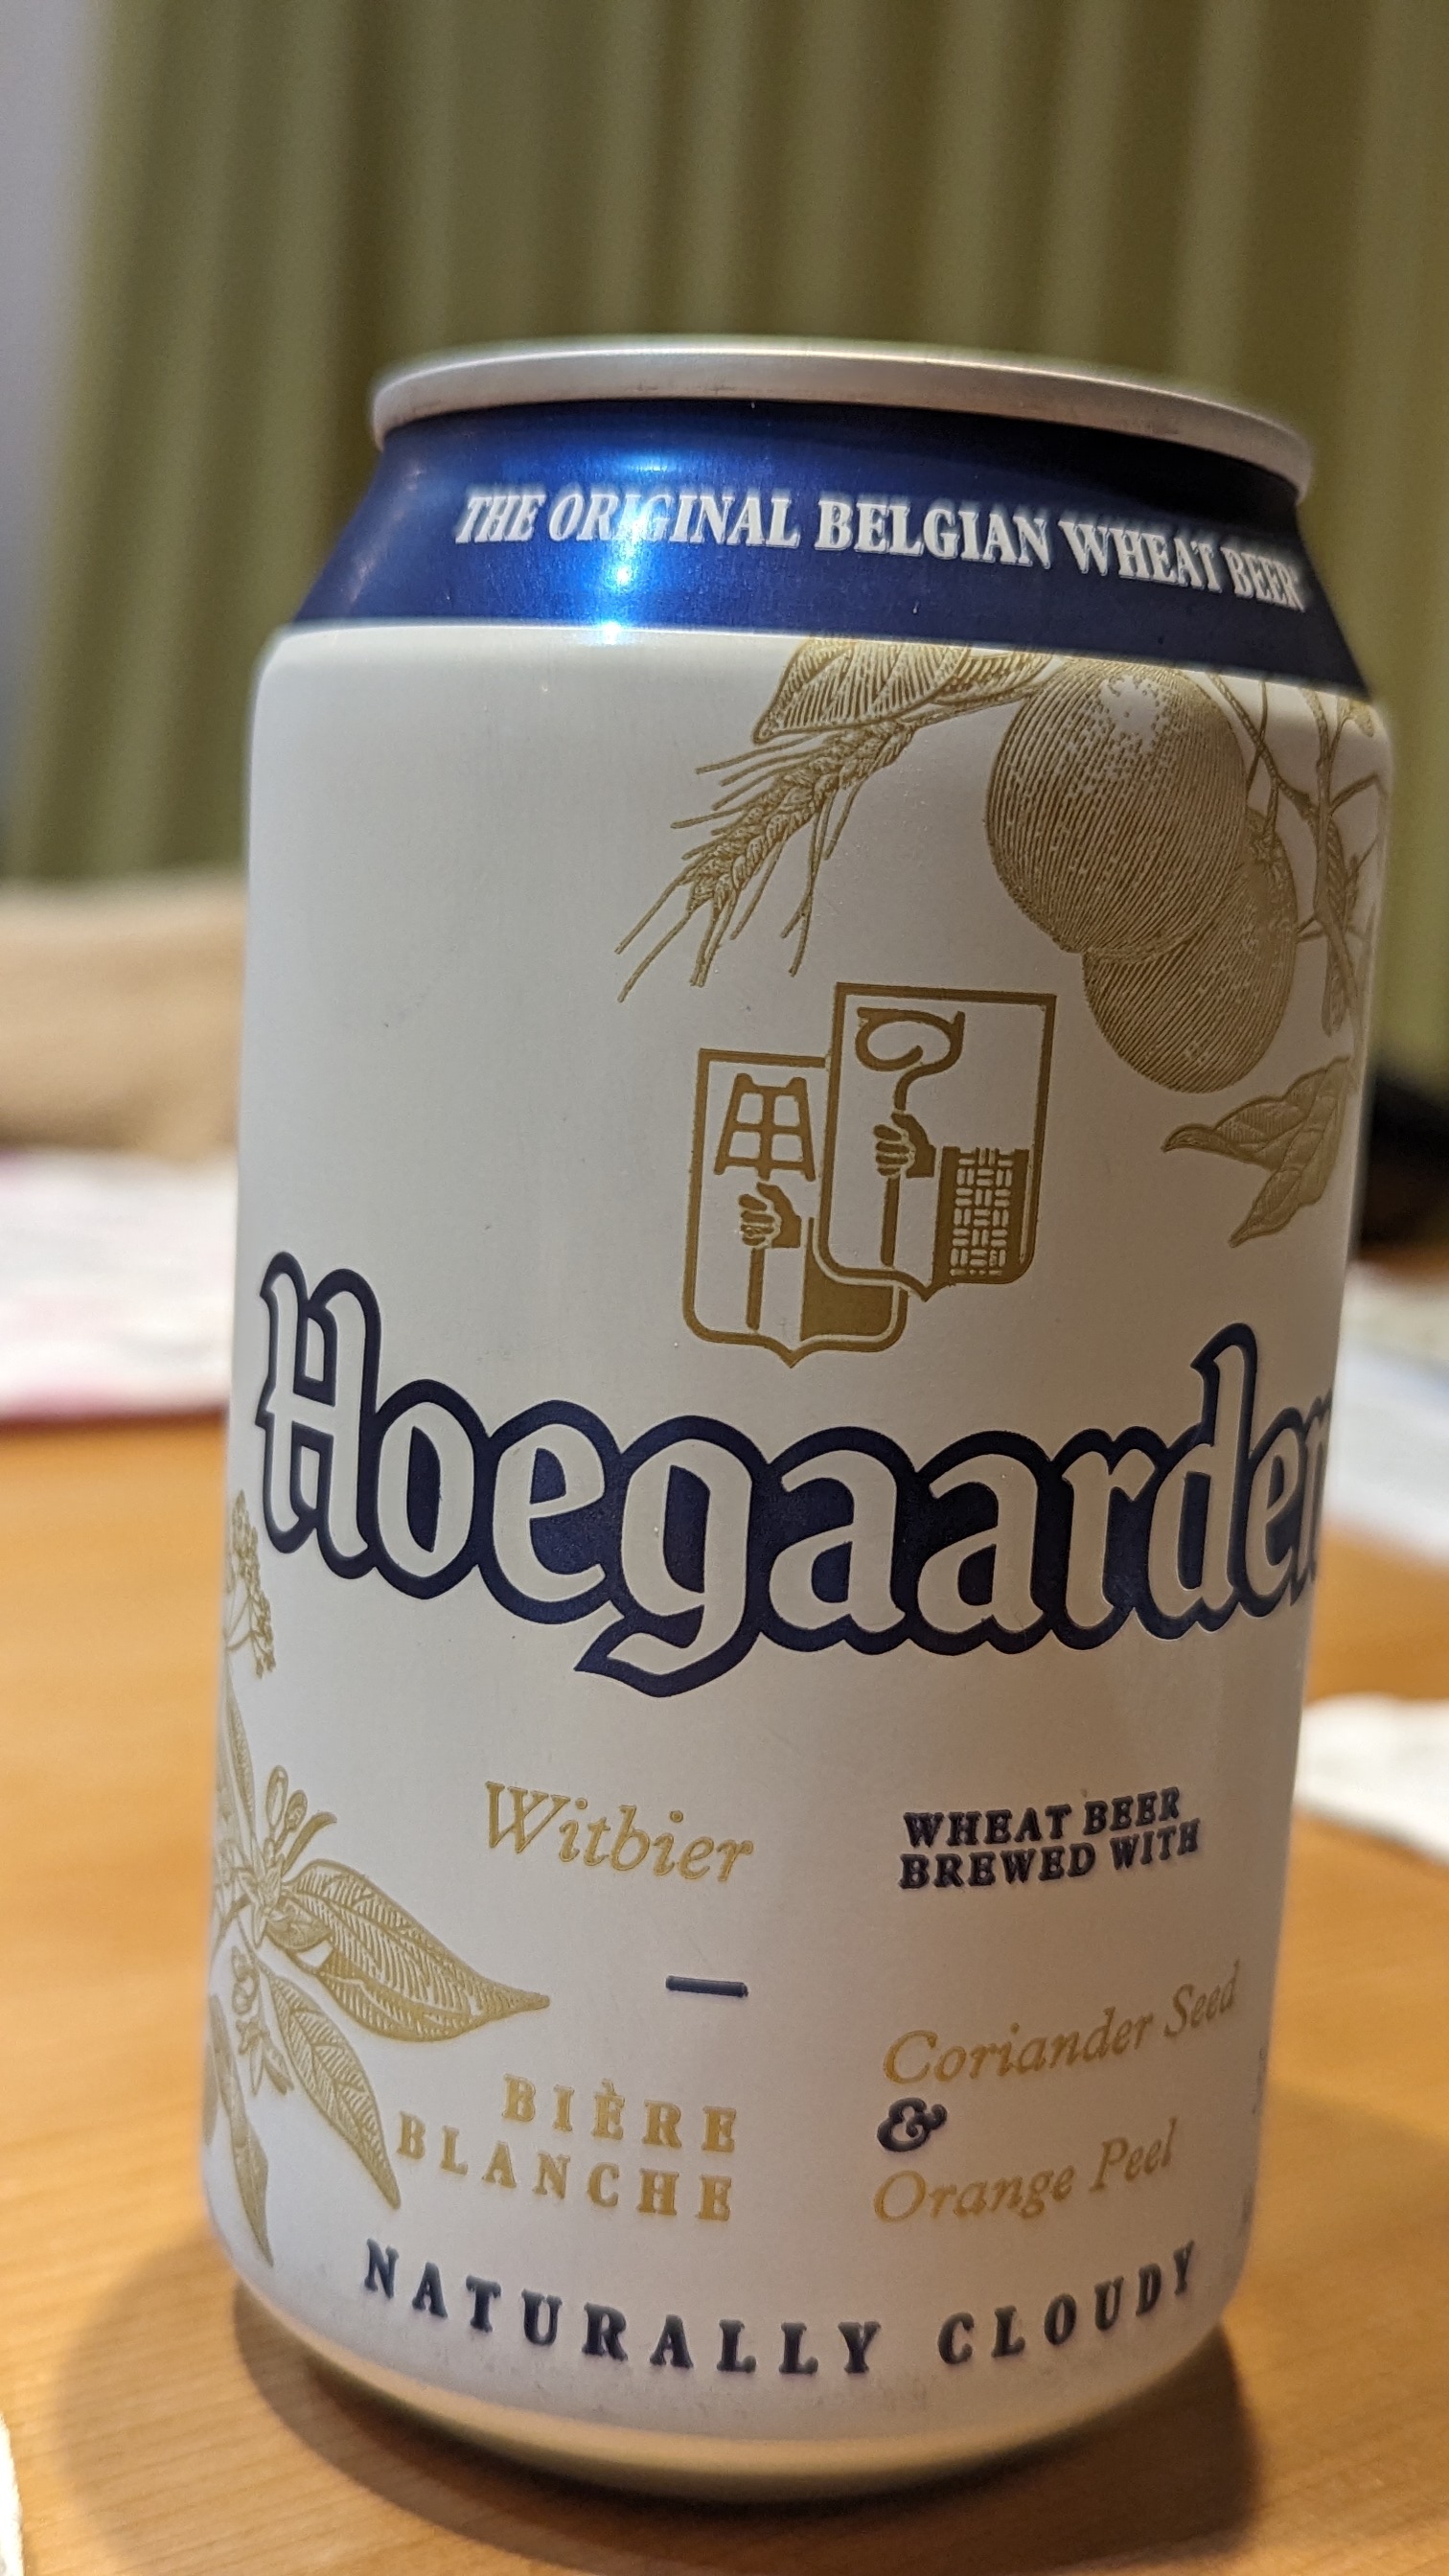 THE ORIGINAL BELGIAN WHEAT BEER
Hoegaarden
Witbier
BIÈRE
BLANCHE
WHEAT BEER
BREWED WITH
Coriander Seed
&
Orange Peel
NATURALLY CLOUDY